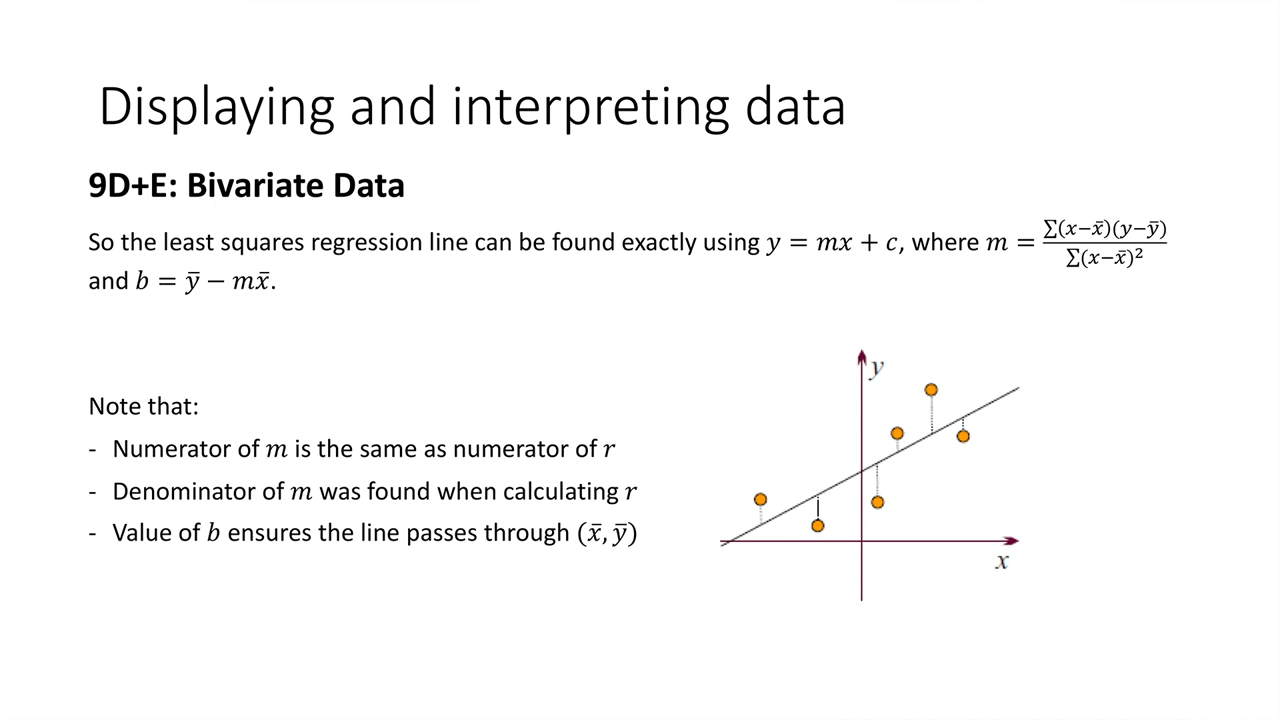 Displaying and interpreting data
9D+E: Bivariate Data
So the least squares regression line can be found exactly using y = mx + c, where m = ∑(x−x̄)(y−ȳ) / ∑(x−x̄)²
and b = ȳ − mx̄.
Note that:
- Numerator of m is the same as numerator of r
- Denominator of m was found when calculating r
- Value of b ensures the line passes through (x̄, ȳ)
y
x